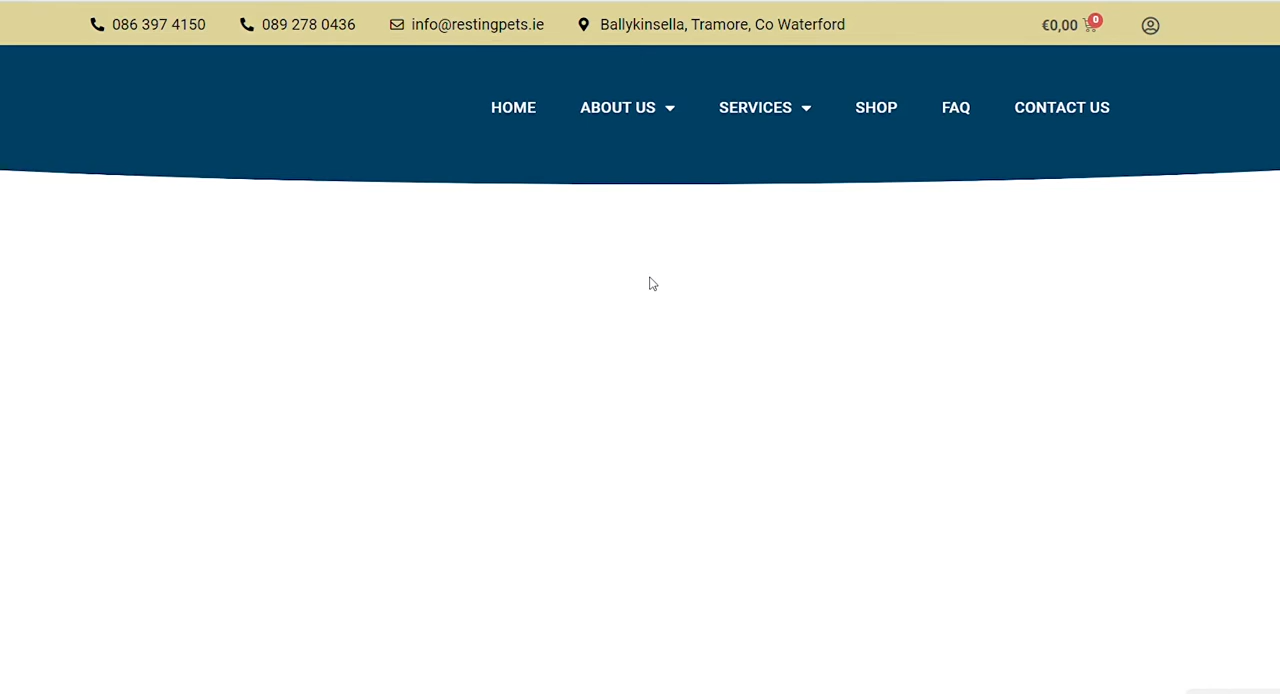 086 397 4150 089 278 0436 info@restingpets.ie Ballykinsella, Tramore, Co Waterford €0,00 0
HOME ABOUT US SERVICES SHOP FAQ CONTACT US